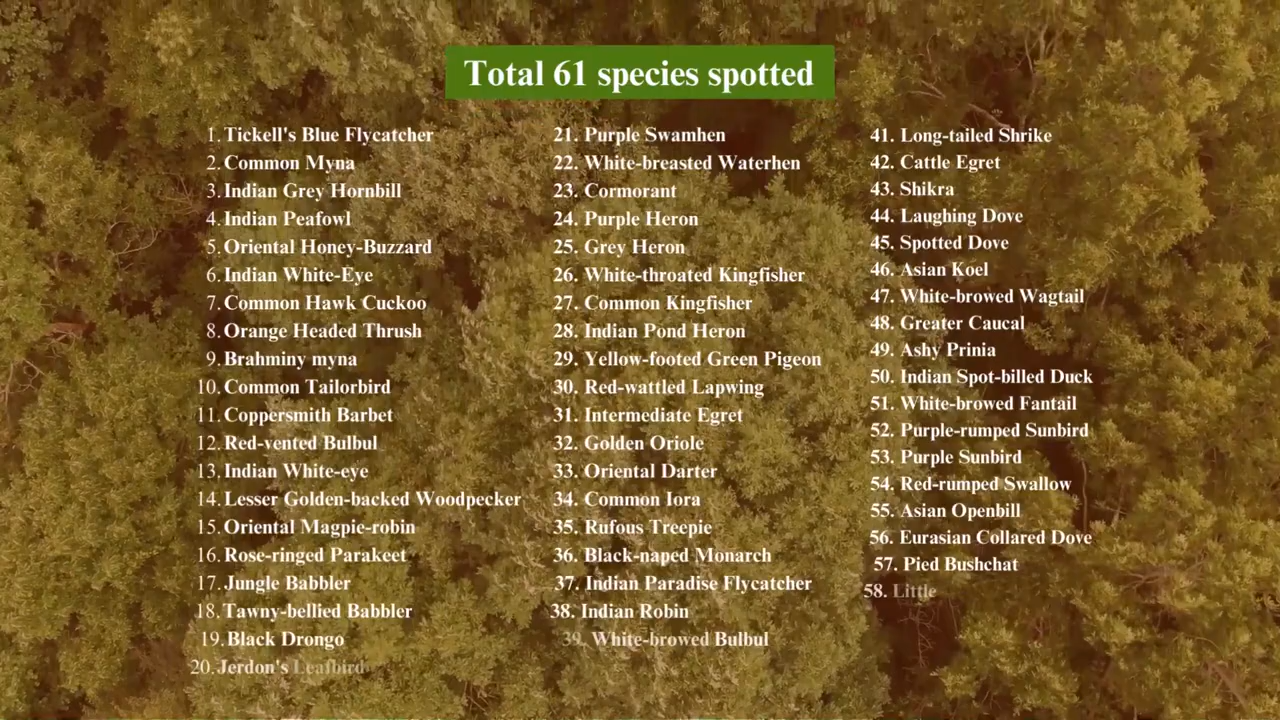 Total 61 species spotted
1. Tickell's Blue Flycatcher
2. Common Myna
3. Indian Grey Hornbill
4. Indian Peafowl
5. Oriental Honey-Buzzard
6. Indian White-Eye
7. Common Hawk Cuckoo
8. Orange Headed Thrush
9. Brahminy myna
10. Common Tailorbird
11. Coppersmith Barbet
12. Red-vented Bulbul
13. Indian White-eye
14. Lesser Golden-backed Woodpecker
15. Oriental Magpie-robin
16. Rose-ringed Parakeet
17. Jungle Babbler
18. Tawny-bellied Babbler
19. Black Drongo
20. Jerdon's Leafbird
21. Purple Swamhen
22. White-breasted Waterhen
23. Cormorant
24. Purple Heron
25. Grey Heron
26. White-throated Kingfisher
27. Common Kingfisher
28. Indian Pond Heron
29. Yellow-footed Green Pigeon
30. Red-wattled Lapwing
31. Intermediate Egret
32. Golden Oriole
33. Oriental Darter
34. Common Iora
35. Rufous Treepie
36. Black-naped Monarch
37. Indian Paradise Flycatcher
38. Indian Robin
39. White-browed Bulbul
41. Long-tailed Shrike
42. Cattle Egret
43. Shikra
44. Laughing Dove
45. Spotted Dove
46. Asian Koel
47. White-browed Wagtail
48. Greater Caucal
49. Ashy Prinia
50. Indian Spot-billed Duck
51. White-browed Fantail
52. Purple-rumped Sunbird
53. Purple Sunbird
54. Red-rumped Swallow
55. Asian Openbill
56. Eurasian Collared Dove
57. Pied Bushchat
58. Little